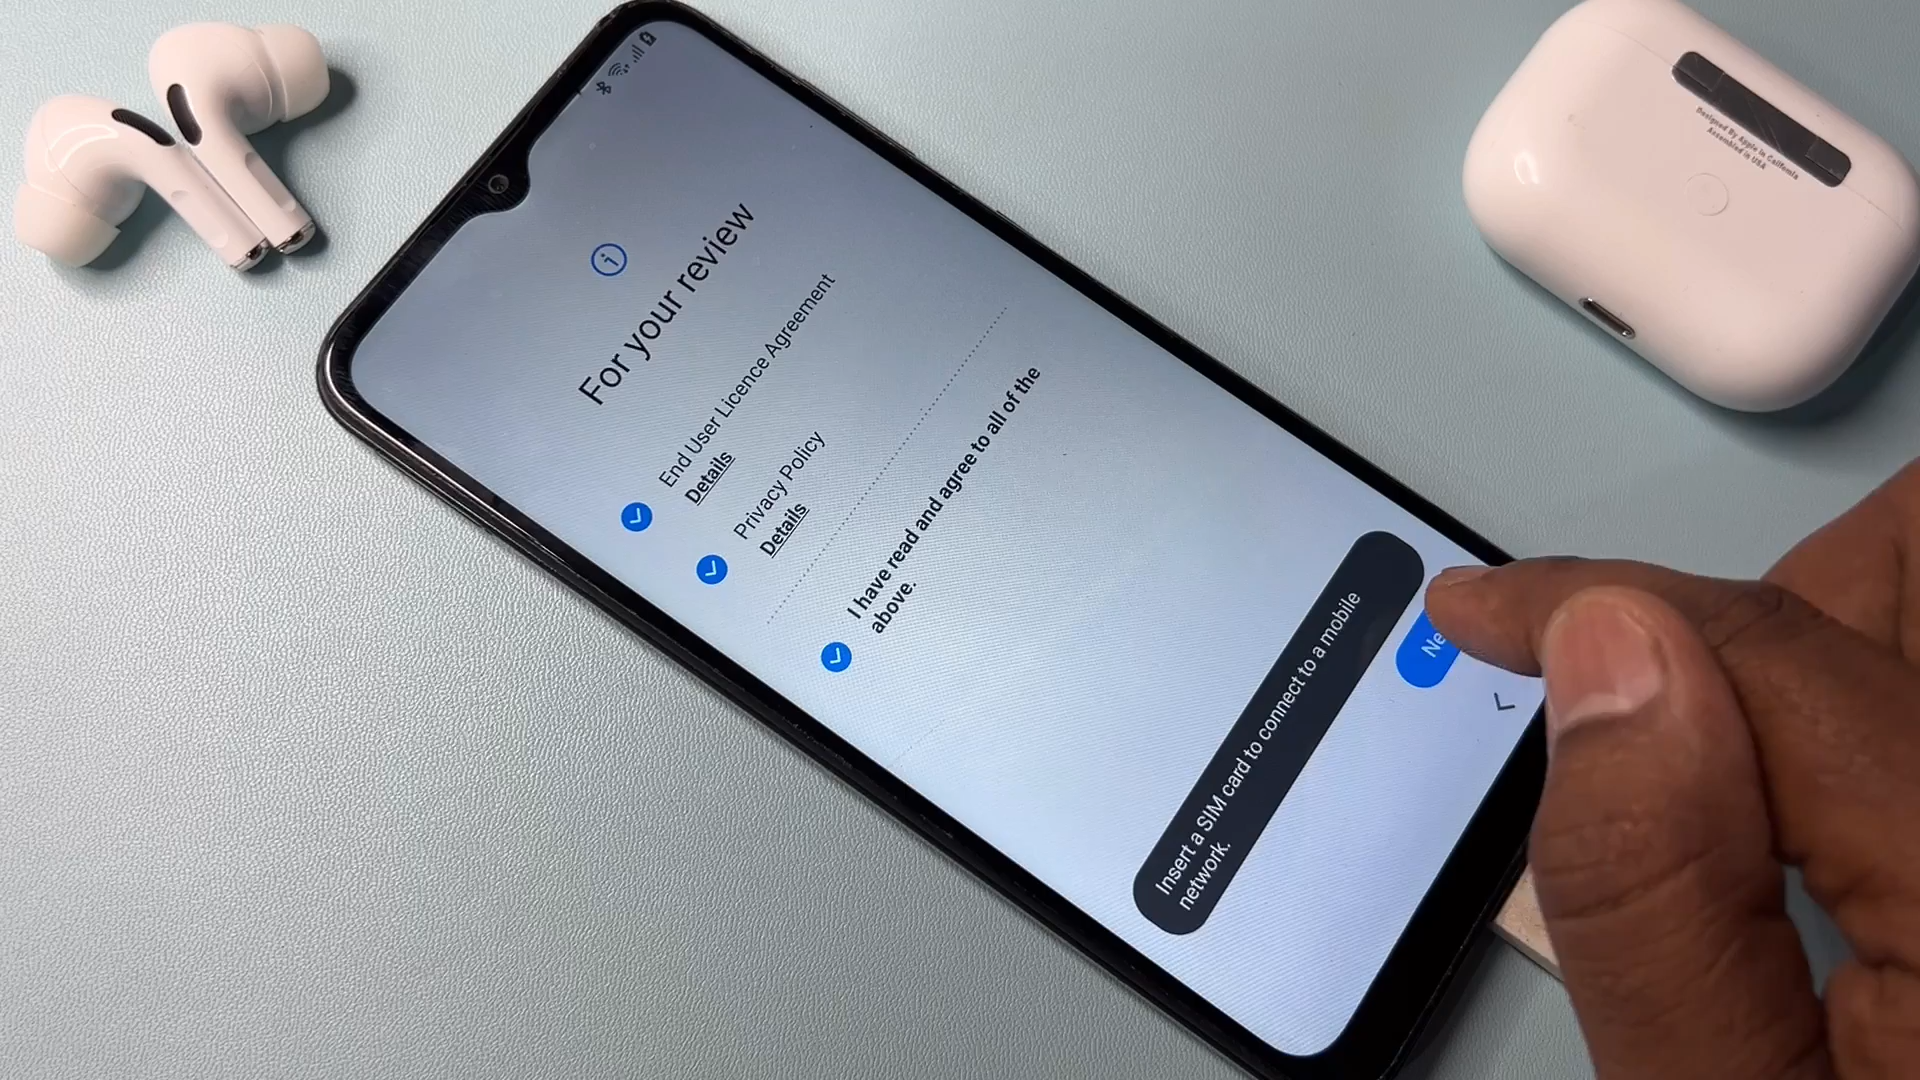 For your review
End User Licence Agreement
Details
Privacy Policy
Details
I have read and agree to all of the
above.
Insert a SIM card to connect to a mobile
network.
Ne
Designed By Apple in California
Assembled in USA